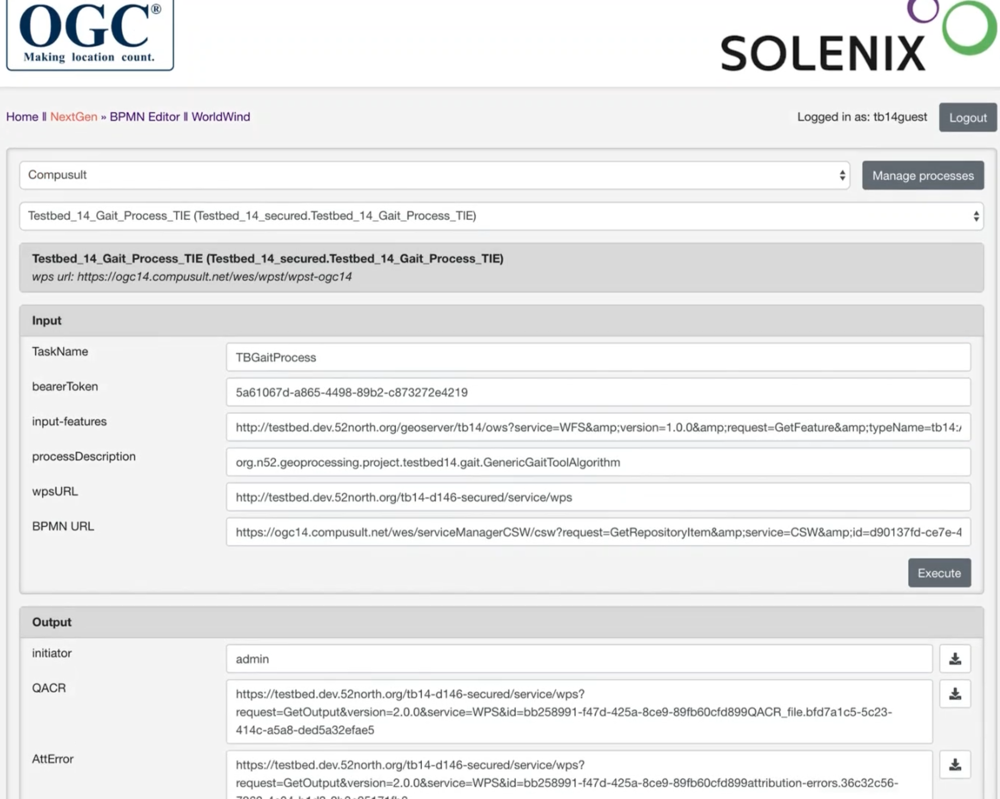 OGC®
Making location count.
SOLENIX
Home || NextGen » BPMN Editor || WorldWind
Logged in as: tb14guest
Logout
Compusult
Manage processes
Testbed_14_Gait_Process_TIE (Testbed_14_secured.Testbed_14_Gait_Process_TIE)
Testbed_14_Gait_Process_TIE (Testbed_14_secured.Testbed_14_Gait_Process_TIE)
wps url: https://ogc14.compusult.net/wes/wpst/wpst-ogc14
Input
TaskName
TBGaitProcess
bearerToken
5a61067d-a865-4498-89b2-c873272e4219
input-features
http://testbed.dev.52north.org/geoserver/tb14/ows?service=WFS&amp;version=1.0.0&amp;request=GetFeature&amp;typeName=tb14:
processDescription
org.n52.geoprocessing.project.testbed14.gait.GenericGaitToolAlgorithm
wpsURL
http://testbed.dev.52north.org/tb14-d146-secured/service/wps
BPMN URL
https://ogc14.compusult.net/wes/serviceManagerCSW/csw?request=GetRepositoryItem&amp;service=CSW&amp;id=d90137fd-ce7e-4
Execute
Output
initiator
admin
QACR
https://testbed.dev.52north.org/tb14-d146-secured/service/wps?
request=GetOutput&version=2.0.0&service=WPS&id=bb258991-f47d-425a-8ce9-89fb60cfd899QACR_file.bfd7a1c5-5c23-
414c-a5a8-ded5a32efae5
AttError
https://testbed.dev.52north.org/tb14-d146-secured/service/wps?
request=GetOutput&version=2.0.0&service=WPS&id=bb258991-f47d-425a-8ce9-89fb60cfd899attribution-errors.36c32c56-